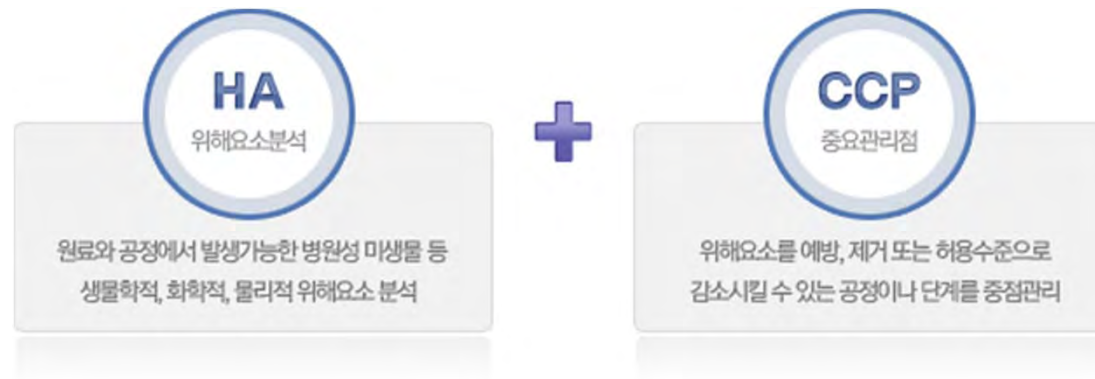 HA
위해요소분석
원료와 공정에서 발생가능한 병원성 미생물 등
생물학적, 화학적, 물리적 위해요소 분석
CCP
중요관리점
위해요소를 예방, 제거 또는 허용수준으로
감소시킬 수 있는 공정이나 단계를 중점관리